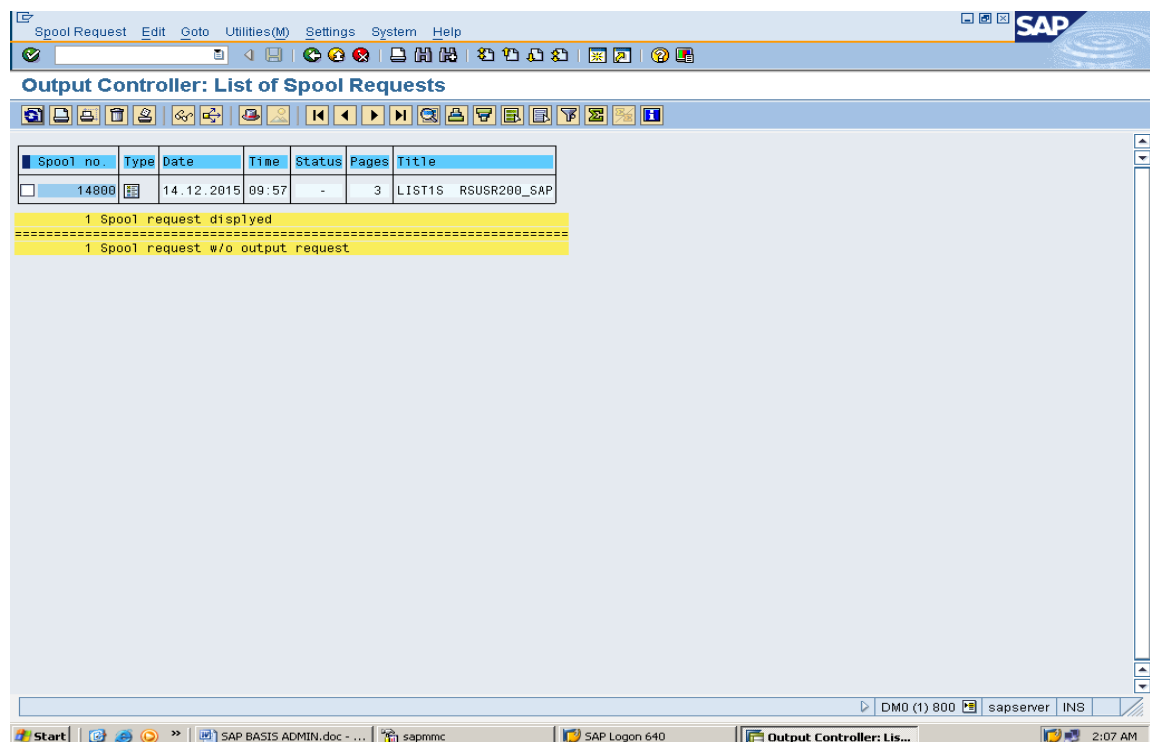 Spool Request Edit Goto Utilities(M) Settings System Help
SAP
Output Controller: List of Spool Requests
Spool no. Type Date Time Status Pages Title
14800 14.12.2015 09:57 - 3 LIST1S RSUSR200_SAP
1 Spool request displyed
==========================================================================
1 Spool request w/o output request
DM0 (1) 800 sapserver INS
Start » SAP BASIS ADMIN.doc - ... sapmmc SAP Logon 640 Output Controller: Lis... 2:07 AM